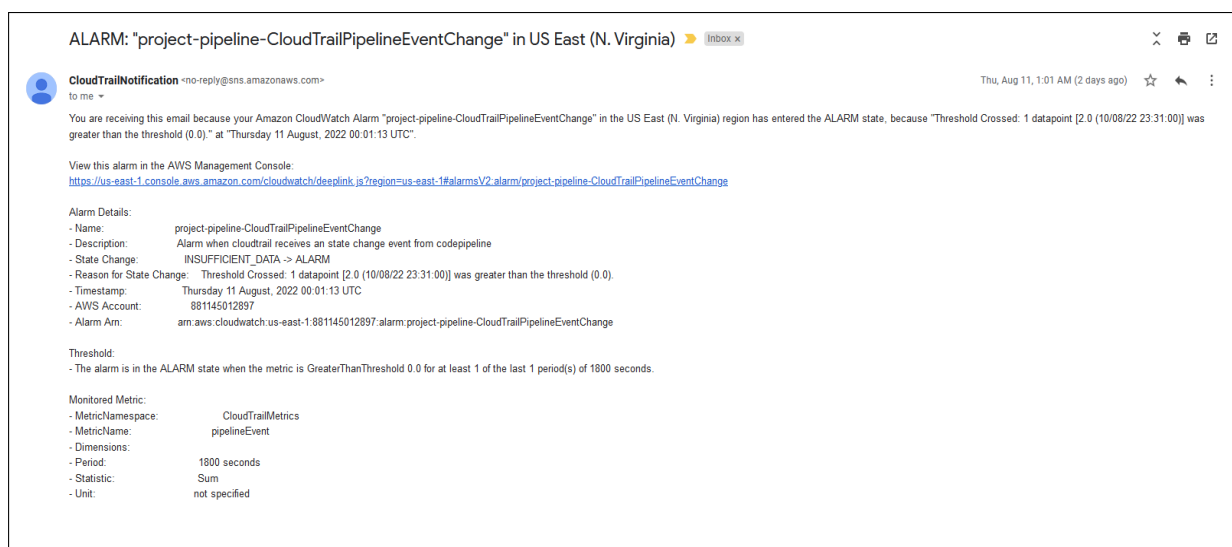 ALARM: "project-pipeline-CloudTrailPipelineEventChange" in US East (N. Virginia) Inbox ×
CloudTrailNotification <no-reply@sns.amazonaws.com> Thu, Aug 11, 1:01 AM (2 days ago)
to me
You are receiving this email because your Amazon CloudWatch Alarm "project-pipeline-CloudTrailPipelineEventChange" in the US East (N. Virginia) region has entered the ALARM state, because "Threshold Crossed: 1 datapoint [2.0 (10/08/22 23:31:00)] was
greater than the threshold (0.0)." at "Thursday 11 August, 2022 00:01:13 UTC".
View this alarm in the AWS Management Console:
https://us-east-1.console.aws.amazon.com/cloudwatch/deeplink.js?region=us-east-1#alarmsV2:alarm/project-pipeline-CloudTrailPipelineEventChange
Alarm Details:
- Name: project-pipeline-CloudTrailPipelineEventChange
- Description: Alarm when cloudtrail receives an state change event from codepipeline
- State Change: INSUFFICIENT_DATA -> ALARM
- Reason for State Change: Threshold Crossed: 1 datapoint [2.0 (10/08/22 23:31:00)] was greater than the threshold (0.0).
- Timestamp: Thursday 11 August, 2022 00:01:13 UTC
- AWS Account: 881145012897
- Alarm Arn: arn:aws:cloudwatch:us-east-1:881145012897:alarm:project-pipeline-CloudTrailPipelineEventChange
Threshold:
- The alarm is in the ALARM state when the metric is GreaterThanThreshold 0.0 for at least 1 of the last 1 period(s) of 1800 seconds.
Monitored Metric:
- MetricNamespace: CloudTrailMetrics
- MetricName: pipelineEvent
- Dimensions:
- Period: 1800 seconds
- Statistic: Sum
- Unit: not specified